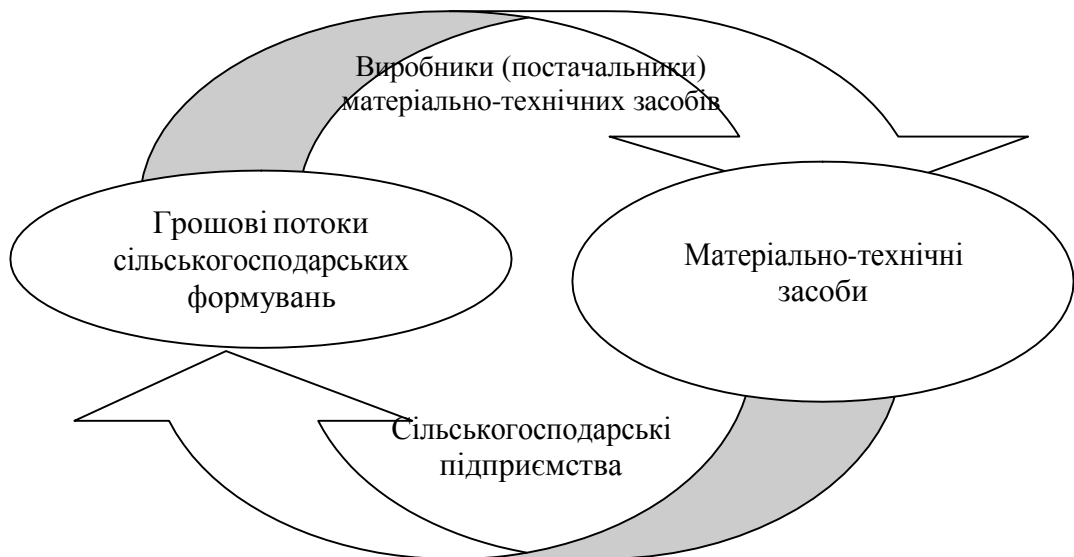 Виробники (постачальники)
матеріально-технічних засобів
Грошові потоки
сільськогосподарських
формувань
Матеріально-технічні
засоби
Сільськогосподарські
підприємства